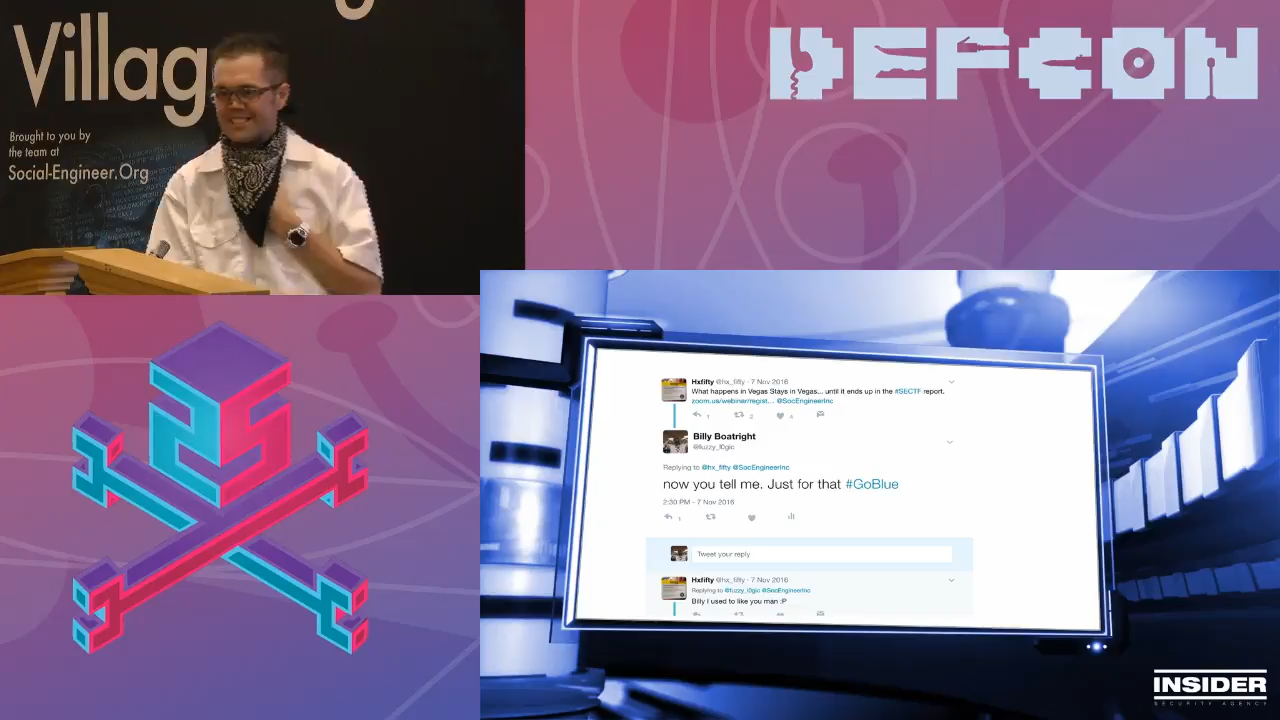 Villag
Brought to you by
the team at
Social-Engineer.Org
DEFCON
Hxfifty @hx_fifty · 7 Nov 2016
What happens in Vegas Stays in Vegas... until it ends up in the #SECTF report.
zoom.us/webinar/regist... @SocEngineerInc
1 2 4
Billy Boatright
@fuzzy_l0gic
Replying to @hx_fifty @SocEngineerInc
now you tell me. Just for that #GoBlue
2:30 PM - 7 Nov 2016
1
Tweet your reply
Hxfifty @hx_fifty · 7 Nov 2016
Replying to @fuzzy_l0gic @SocEngineerInc
Billy I used to like you man :P
INSIDER
SECURITY AGENCY